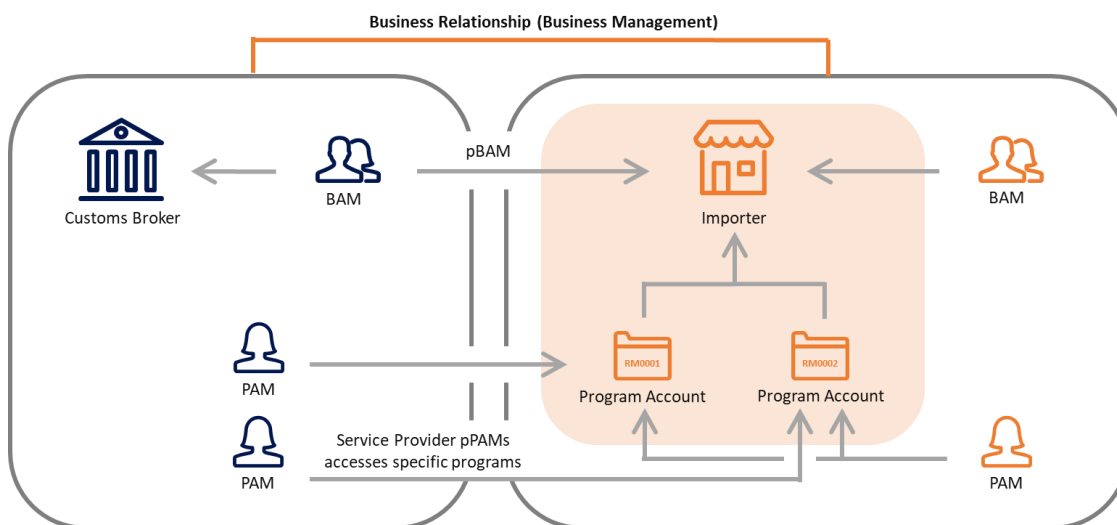 Business Relationship (Business Management)
pBAM
Customs Broker
BAM
Importer
BAM
RM0001
RM0002
PAM
Program Account
Program Account
Service Provider pPAMs
accesses specific programs
PAM
PAM